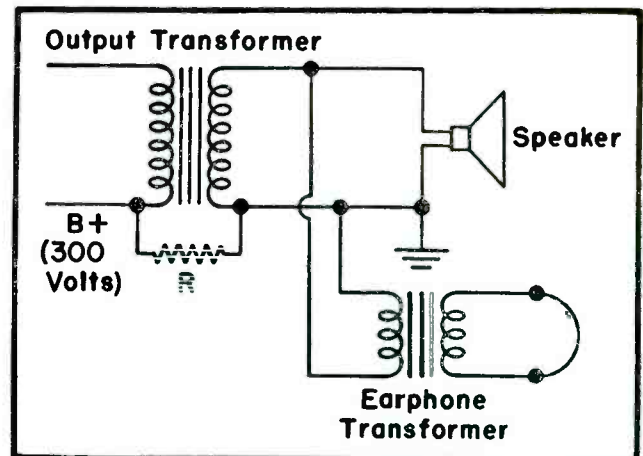 Output Transformer
Speaker
B+
(300
Volts)
R
Earphone
Transformer